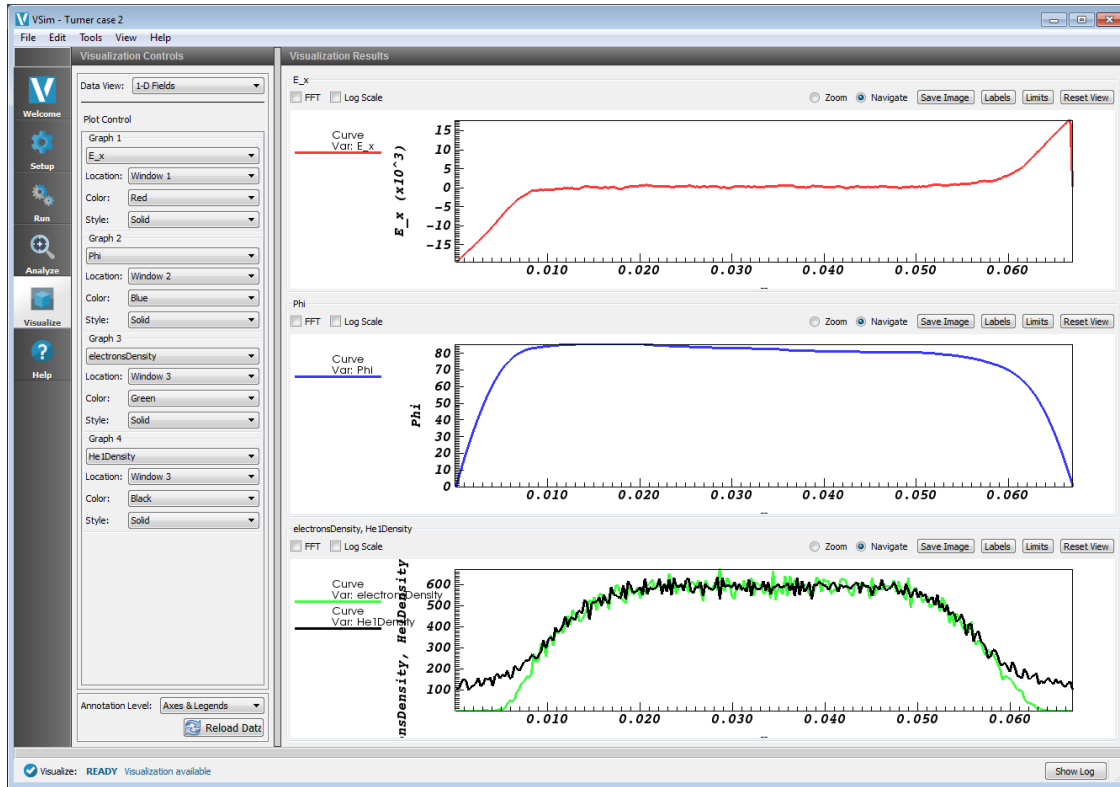 VSim - Turner case 2
File Edit Tools View Help
Welcome
Setup
Run
Analyze
Visualize
Help
Visualization Controls
Data View: 1-D Fields
Plot Control
Graph 1
E_x
Location: Window 1
Color: Red
Style: Solid
Graph 2
Phi
Location: Window 2
Color: Blue
Style: Solid
Graph 3
electronsDensity
Location: Window 3
Color: Green
Style: Solid
Graph 4
He1Density
Location: Window 3
Color: Black
Style: Solid
Annotation Level: Axes & Legends
Reload Data
Visualization Results
E_x
FFT Log Scale Zoom Navigate Save Image Labels Limits Reset View
Curve
Var: E_x
E_x (x10^3)
15
10
5
0
-5
-10
-15
0.010 0.020 0.030 0.040 0.050 0.060
Phi
FFT Log Scale Zoom Navigate Save Image Labels Limits Reset View
Curve
Var: Phi
Phi
80
70
60
50
40
30
20
10
0
0.010 0.020 0.030 0.040 0.050 0.060
electronsDensity, He1Density
FFT Log Scale Zoom Navigate Save Image Labels Limits Reset View
Curve
Var: electronsDensity
Curve
Var: He1Density
onsDensity, He1Density
600
500
400
300
200
100
0.010 0.020 0.030 0.040 0.050 0.060
Visualize: READY Visualization available
Show Log